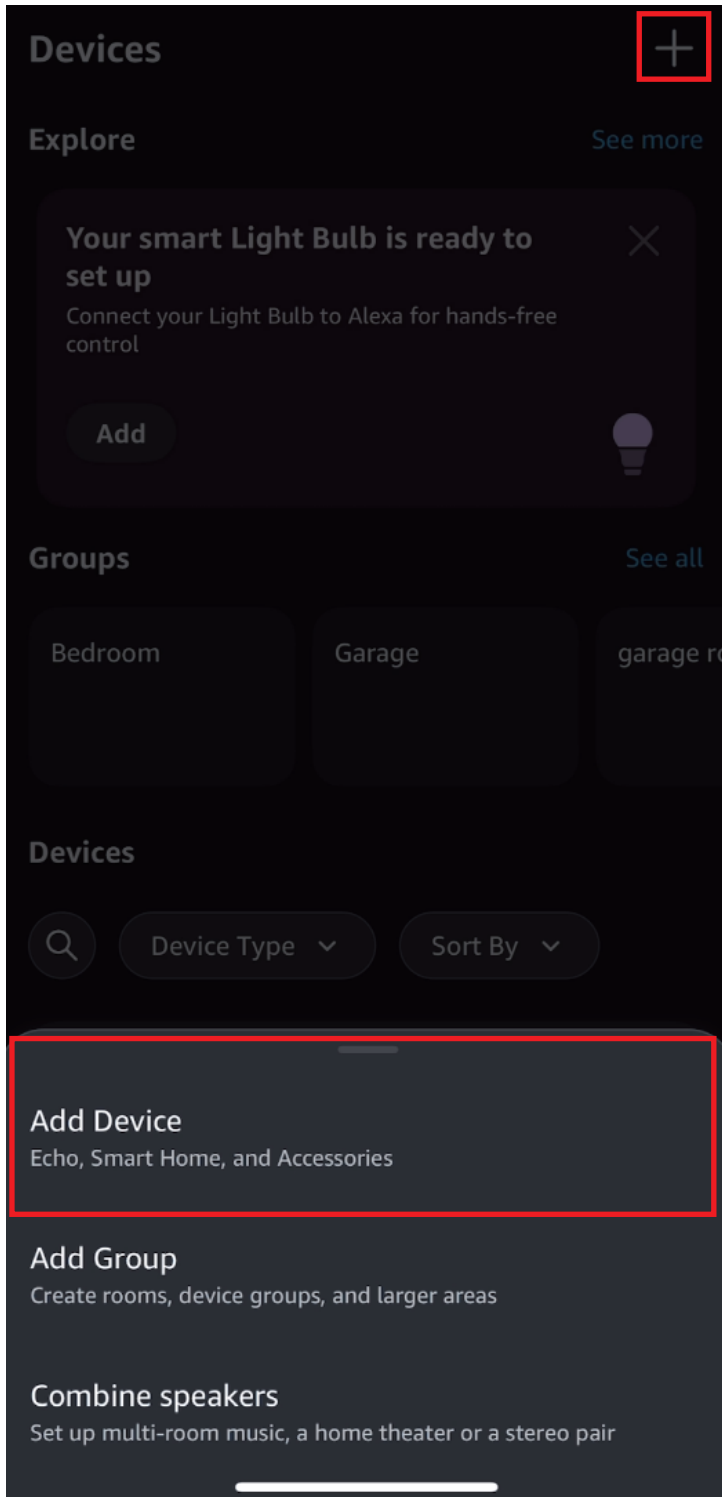 Devices
Explore
See more
Your smart Light Bulb is ready to
set up
Connect your Light Bulb to Alexa for hands-free
control
Add
Groups
See all
Bedroom
Garage
garage ro
Devices
Device Type
Sort By
Add Device
Echo, Smart Home, and Accessories
Add Group
Create rooms, device groups, and larger areas
Combine speakers
Set up multi-room music, a home theater or a stereo pair